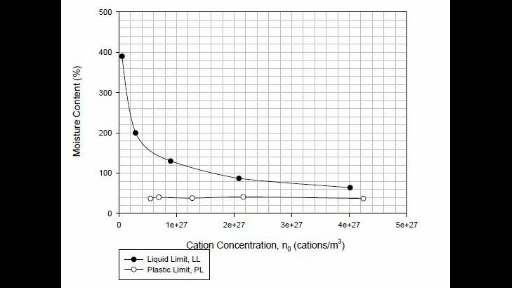 500
400
300
200
100
0
Moisture Content (%)
0 1e+27 2e+27 3e+27 4e+27 5e+27
Cation Concentration, n0 (cations/m3)
Liquid Limit, LL
Plastic Limit, PL